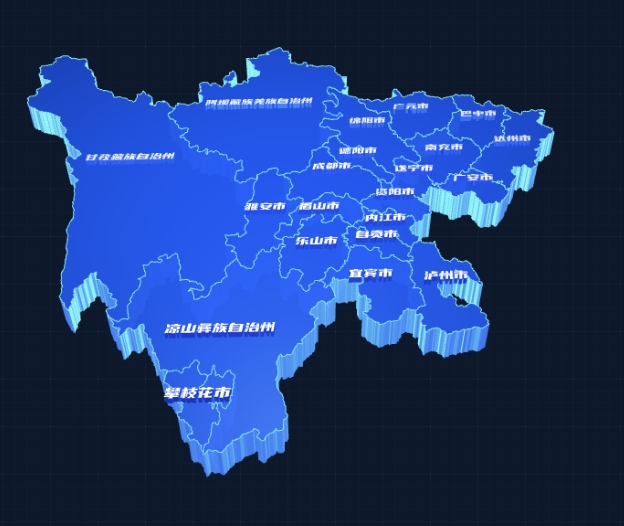 阿坝藏族羌族自治州
广元市
巴中市
绵阳市
达州市
南充市
德阳市
甘孜藏族自治州
成都市
遂宁市
广安市
资阳市
雅安市
眉山市
内江市
自贡市
乐山市
宜宾市
泸州市
凉山彝族自治州
攀枝花市